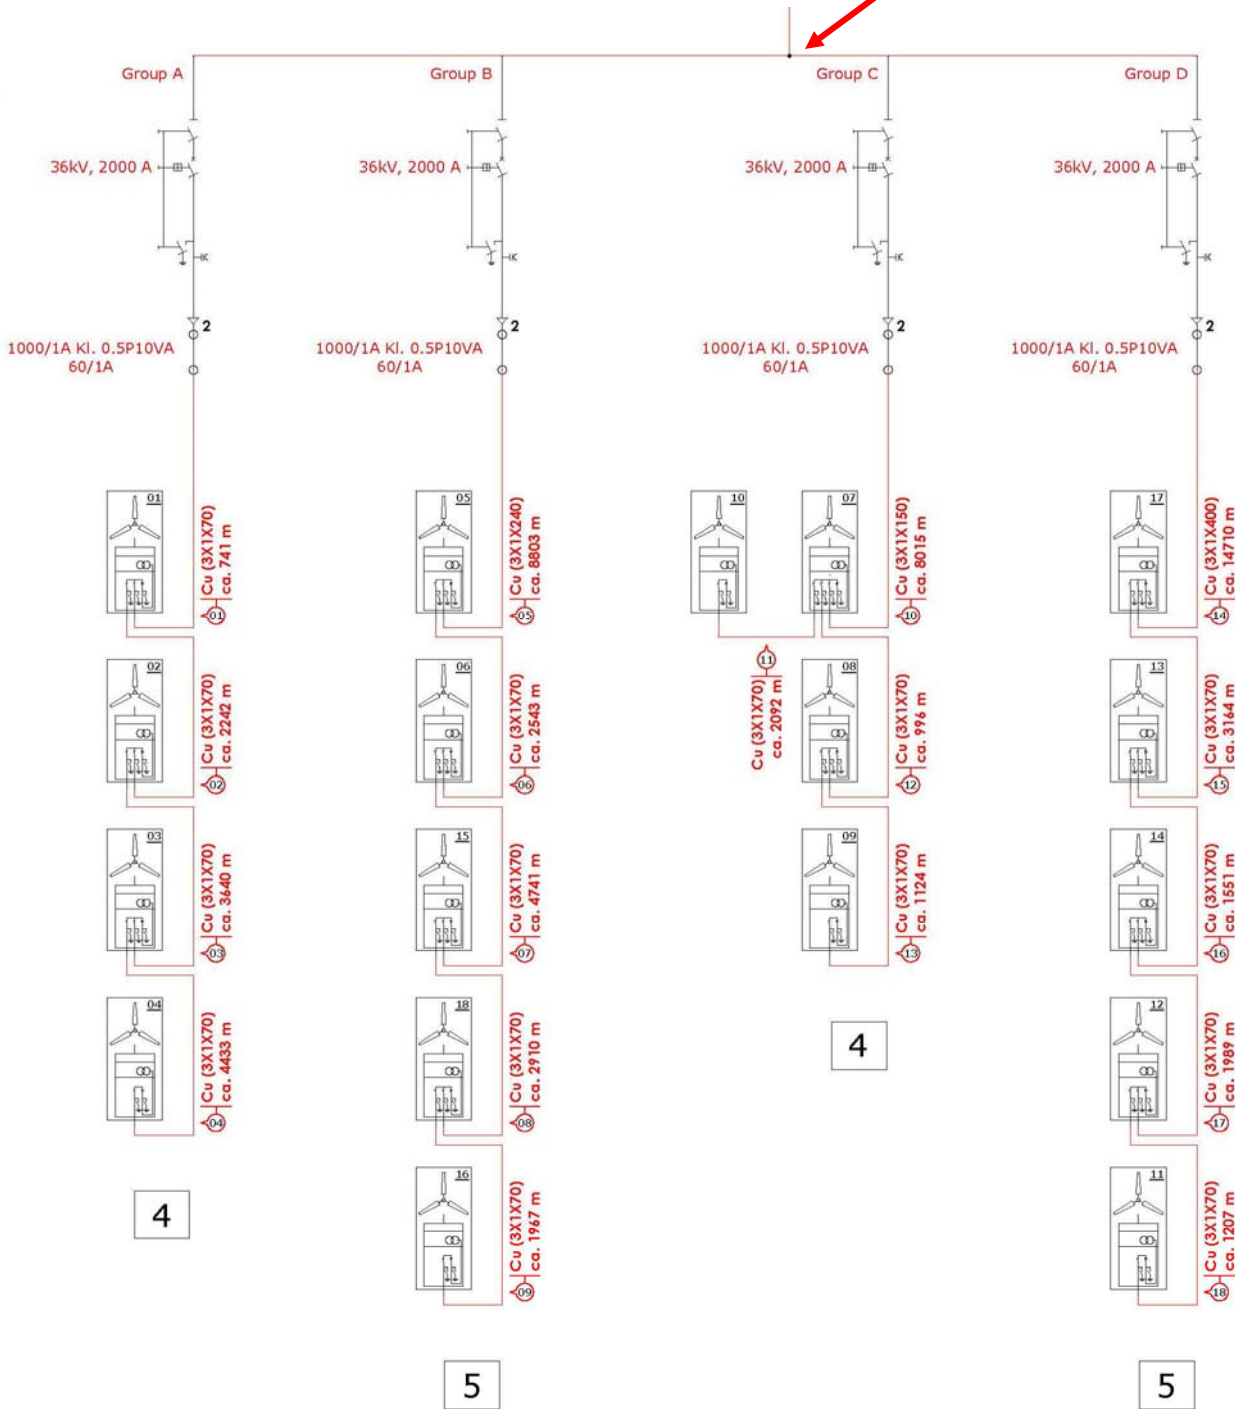 Group A
Group B
Group C
Group D
36kV, 2000 A
36kV, 2000 A
36kV, 2000 A
36kV, 2000 A
2
2
2
2
1000/1A Kl. 0.5P10VA
60/1A
1000/1A Kl. 0.5P10VA
60/1A
1000/1A Kl. 0.5P10VA
60/1A
1000/1A Kl. 0.5P10VA
60/1A
01
Cu (3X1X70)
ca. 741 m
01
05
Cu (3X1X240)
ca. 8803 m
05
10
07
Cu (3X1X150)
ca. 8015 m
10
17
Cu (3X1X400)
ca. 14710 m
14
02
Cu (3X1X70)
ca. 2242 m
02
06
Cu (3X1X70)
ca. 2543 m
06
11
Cu (3X1X70)
ca. 2092 m
08
Cu (3X1X70)
ca. 996 m
12
13
Cu (3X1X70)
ca. 3164 m
15
03
Cu (3X1X70)
ca. 3640 m
03
15
Cu (3X1X70)
ca. 4741 m
07
09
Cu (3X1X70)
ca. 1124 m
13
14
Cu (3X1X70)
ca. 1551 m
16
04
Cu (3X1X70)
ca. 4433 m
04
18
Cu (3X1X70)
ca. 2910 m
08
4
12
Cu (3X1X70)
ca. 1989 m
17
4
16
Cu (3X1X70)
ca. 1967 m
09
11
Cu (3X1X70)
ca. 1207 m
18
5
5